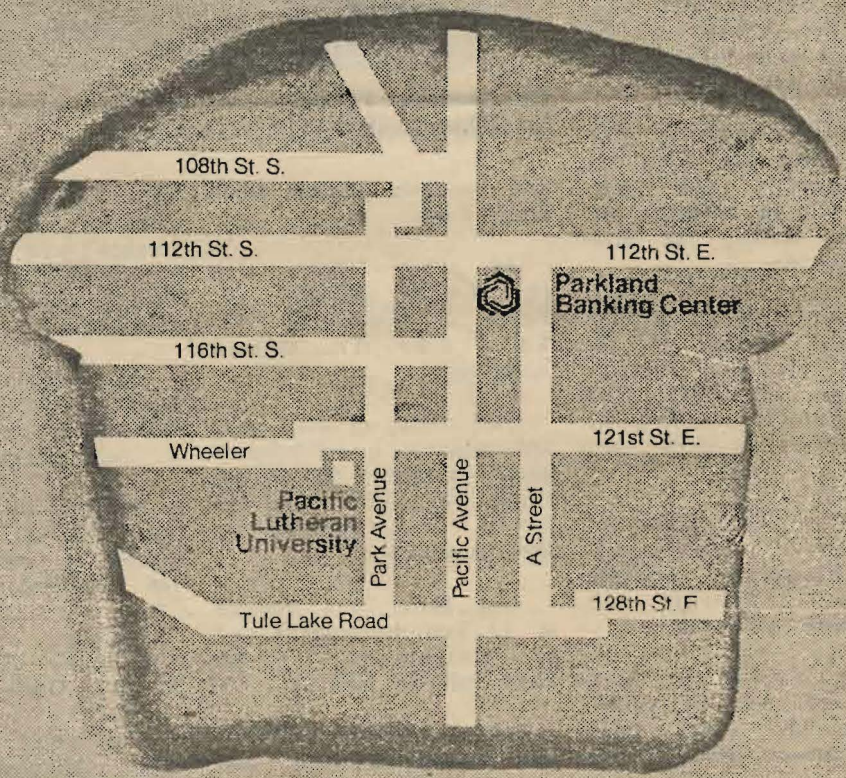 108th St. S.
112th St. S.
112th St. E.
Parkland
Banking Center
116th St. S.
Wheeler
121st St. E.
Pacific
Lutheran
University
Park Avenue
Pacific Avenue
A Street
Tule Lake Road
128th St. E